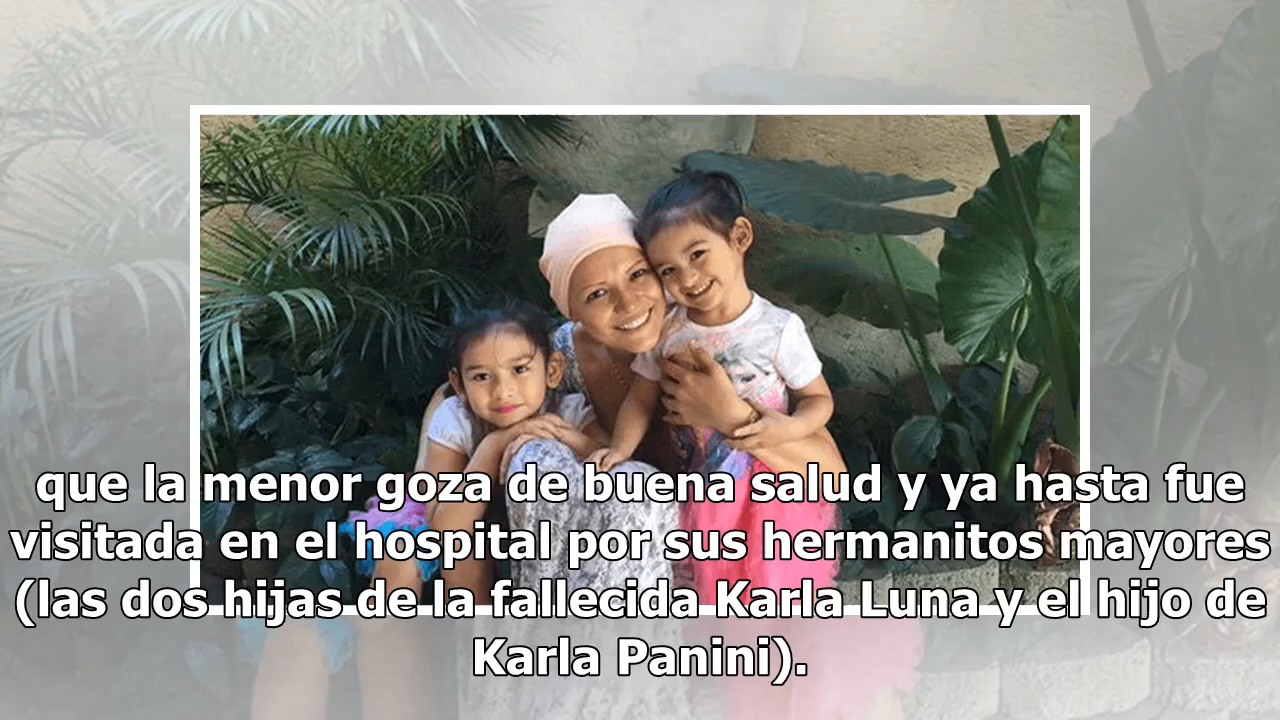 que la menor goza de buena salud y ya hasta fue
visitada en el hospital por sus hermanitos mayores
(las dos hijas de la fallecida Karla Luna y el hijo de
Karla Panini).